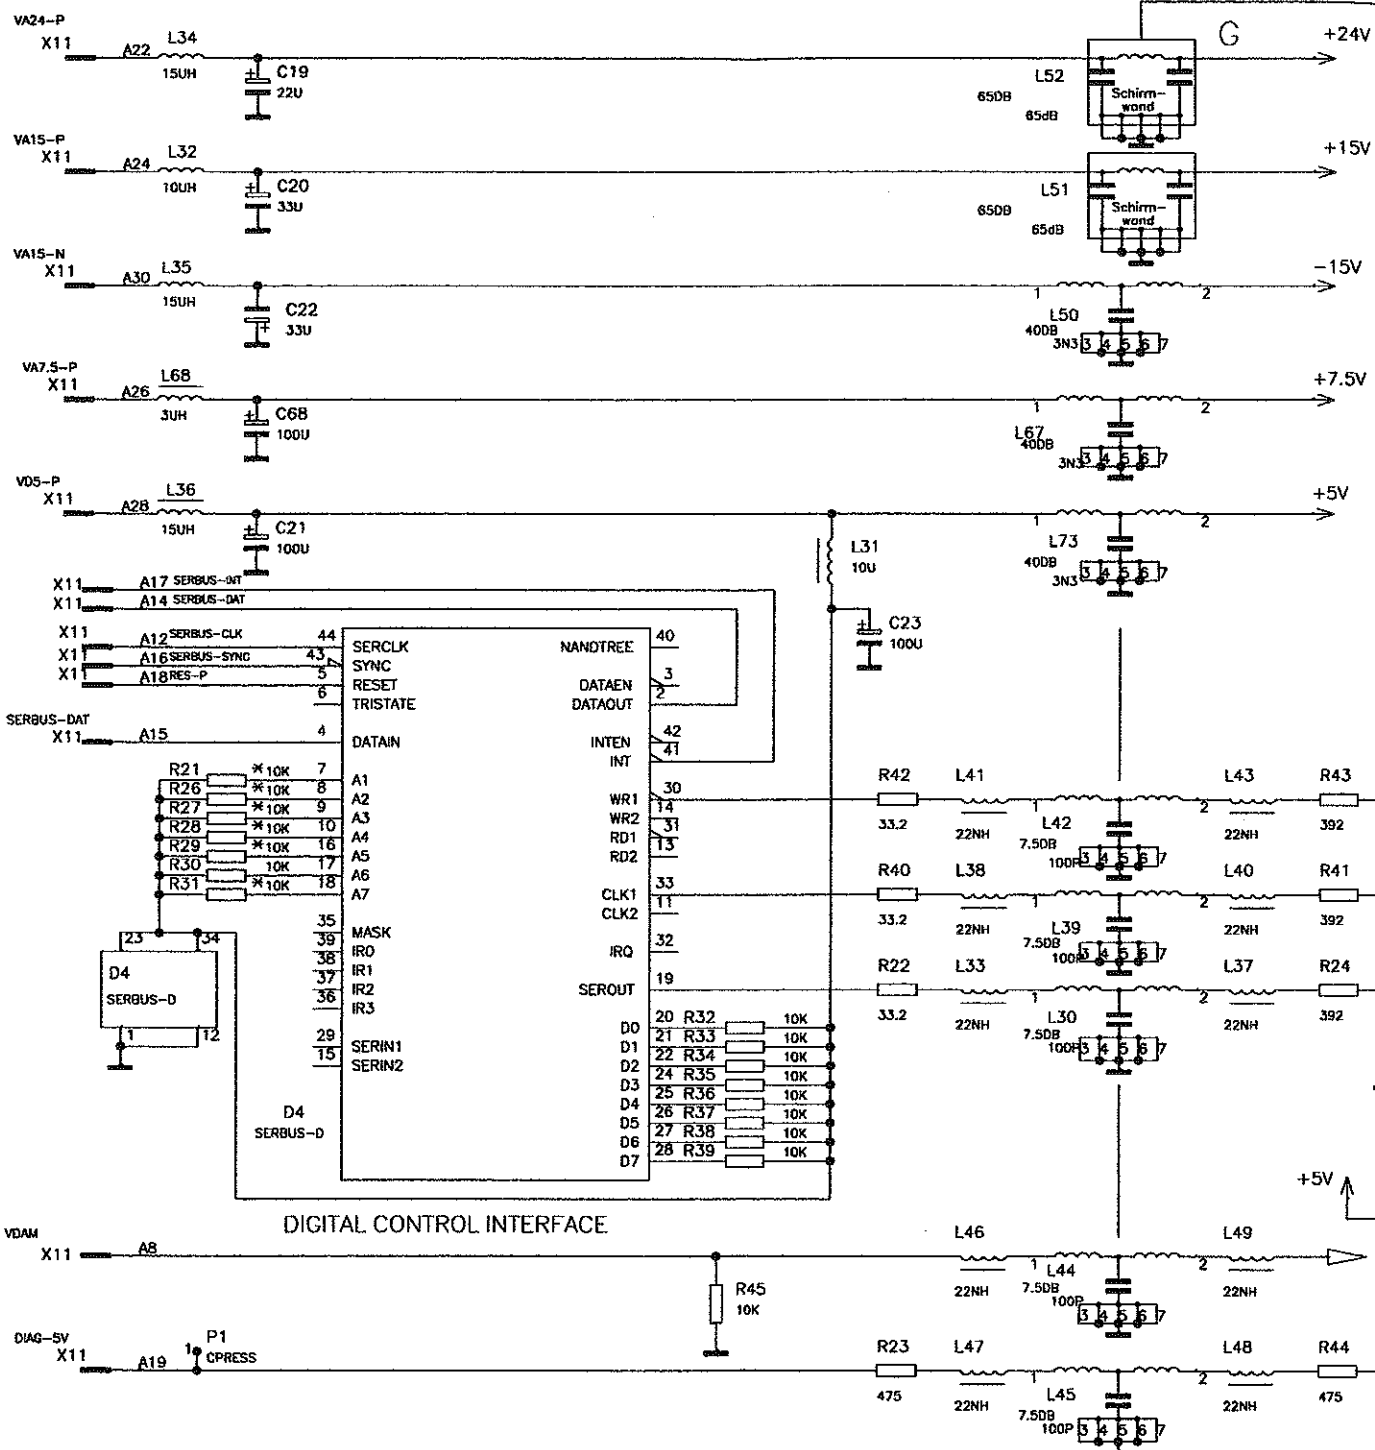 VA24-P
X11 A22 L34 15UH C19 22U L52 65DB 65dB Schirm-wand G +24V
VA15-P
X11 A24 L32 10UH C20 33U L51 65DB 65dB Schirm-wand +15V
VA15-N
X11 A30 L35 15UH C22 33U 1 2 L50 40DB 3N3 3 4 5 6 7 -15V
VA7.5-P
X11 A26 L68 3UH C68 100U 1 2 L67 40DB 3N3 3 4 5 6 7 +7.5V
VD5-P
X11 A28 L36 15UH C21 100U L31 10U 1 2 L73 40DB 3N3 3 4 5 6 7 +5V
C23 100U
X11 A17 SERBUS-INT
X11 A14 SERBUS-DAT
X11 A12 SERBUS-CLK 44 SERCLK
X11 A16 SERBUS-SYNC 43 SYNC
X11 A18 RES-P 5 RESET
6 TRISTATE
SERBUS-DAT
X11 A15 4 DATAIN
R21 *10K 7 A1
R26 *10K 8 A2
R27 *10K 9 A3
R28 *10K 10 A4
R29 *10K 16 A5
R30 10K 17 A6
R31 *10K 18 A7
35 MASK
39 IR0
38 IR1
37 IR2
36 IR3
29 SERIN1
15 SERIN2
23 34
D4
SERBUS-D
1 12
D4
SERBUS-D
NANDTREE 40
DATAEN 3
DATAOUT 2
INTEN 42
INT 41
WR1 30
WR2 14
RD1 31
RD2 13
CLK1 33
CLK2 11
IRQ 32
SEROUT 19
D0 20 R32 10K
D1 21 R33 10K
D2 22 R34 10K
D3 24 R35 10K
D4 25 R36 10K
D5 26 R37 10K
D6 27 R38 10K
D7 28 R39 10K
R42 33.2 L41 22NH 1 2 L42 7.5DB 100P 3 4 5 6 7 L43 22NH R43 392
R40 33.2 L38 22NH 1 2 L39 7.5DB 100P 3 4 5 6 7 L40 22NH R41 392
R22 33.2 L33 22NH 1 2 L30 7.5DB 100P 3 4 5 6 7 L37 22NH R24 392
+5V
DIGITAL CONTROL INTERFACE
VDAM
X11 A8 R45 10K L46 22NH 1 2 L44 7.5DB 100P 3 4 5 6 7 L49 22NH
DIAG-5V
X11 A19 1 P1 CPRESS R23 475 L47 22NH 1 2 L45 7.5DB 100P 3 4 5 6 7 L48 22NH R44 475